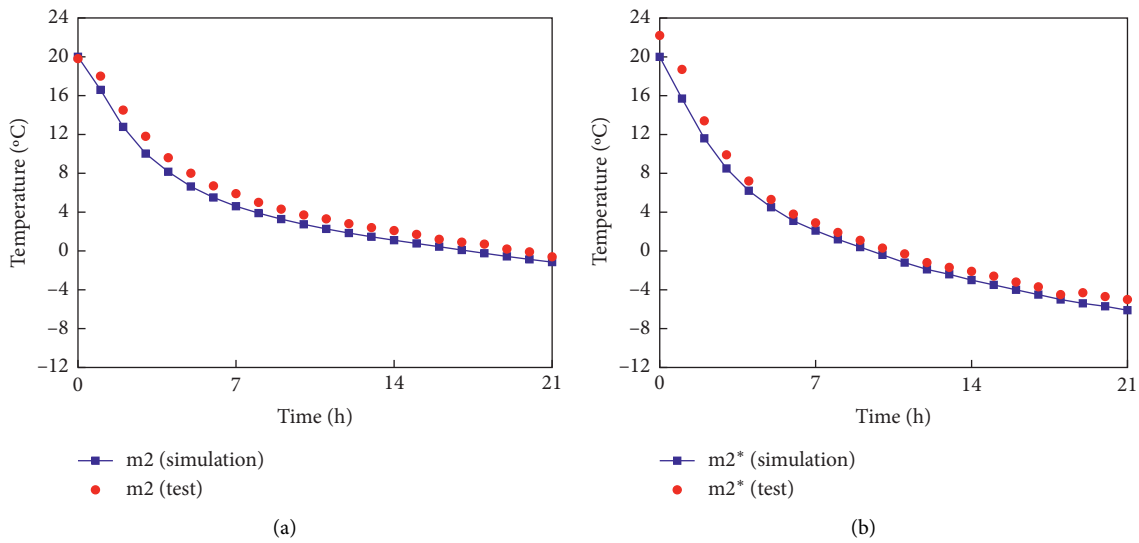 24
20
16
12
8
4
0
−4
−8
−12
Temperature (ºC)
0
7
14
21
Time (h)
m2 (simulation)
m2 (test)
(a)
24
20
16
12
8
4
0
−4
−8
−12
Temperature (ºC)
0
7
14
21
Time (h)
m2* (simulation)
m2* (test)
(b)